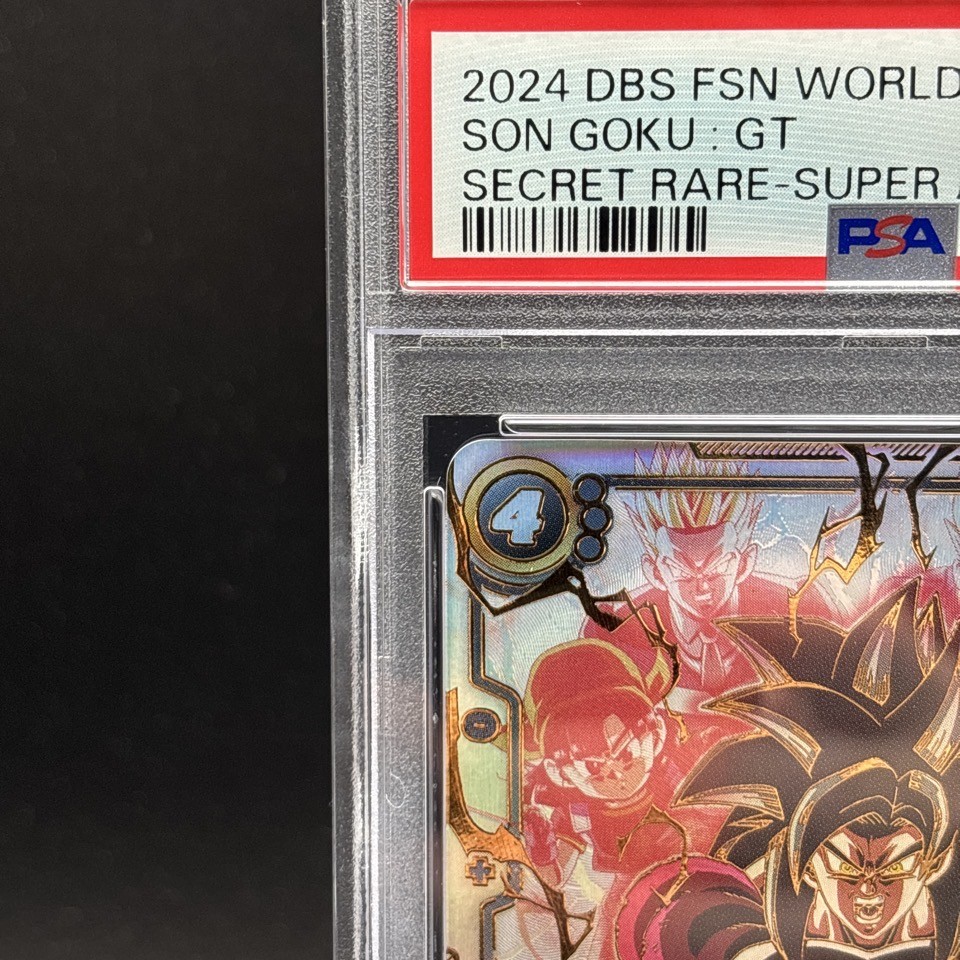 2024 DBS FSN WORLD
SON GOKU : GT
SECRET RARE-SUPER
PSA
4